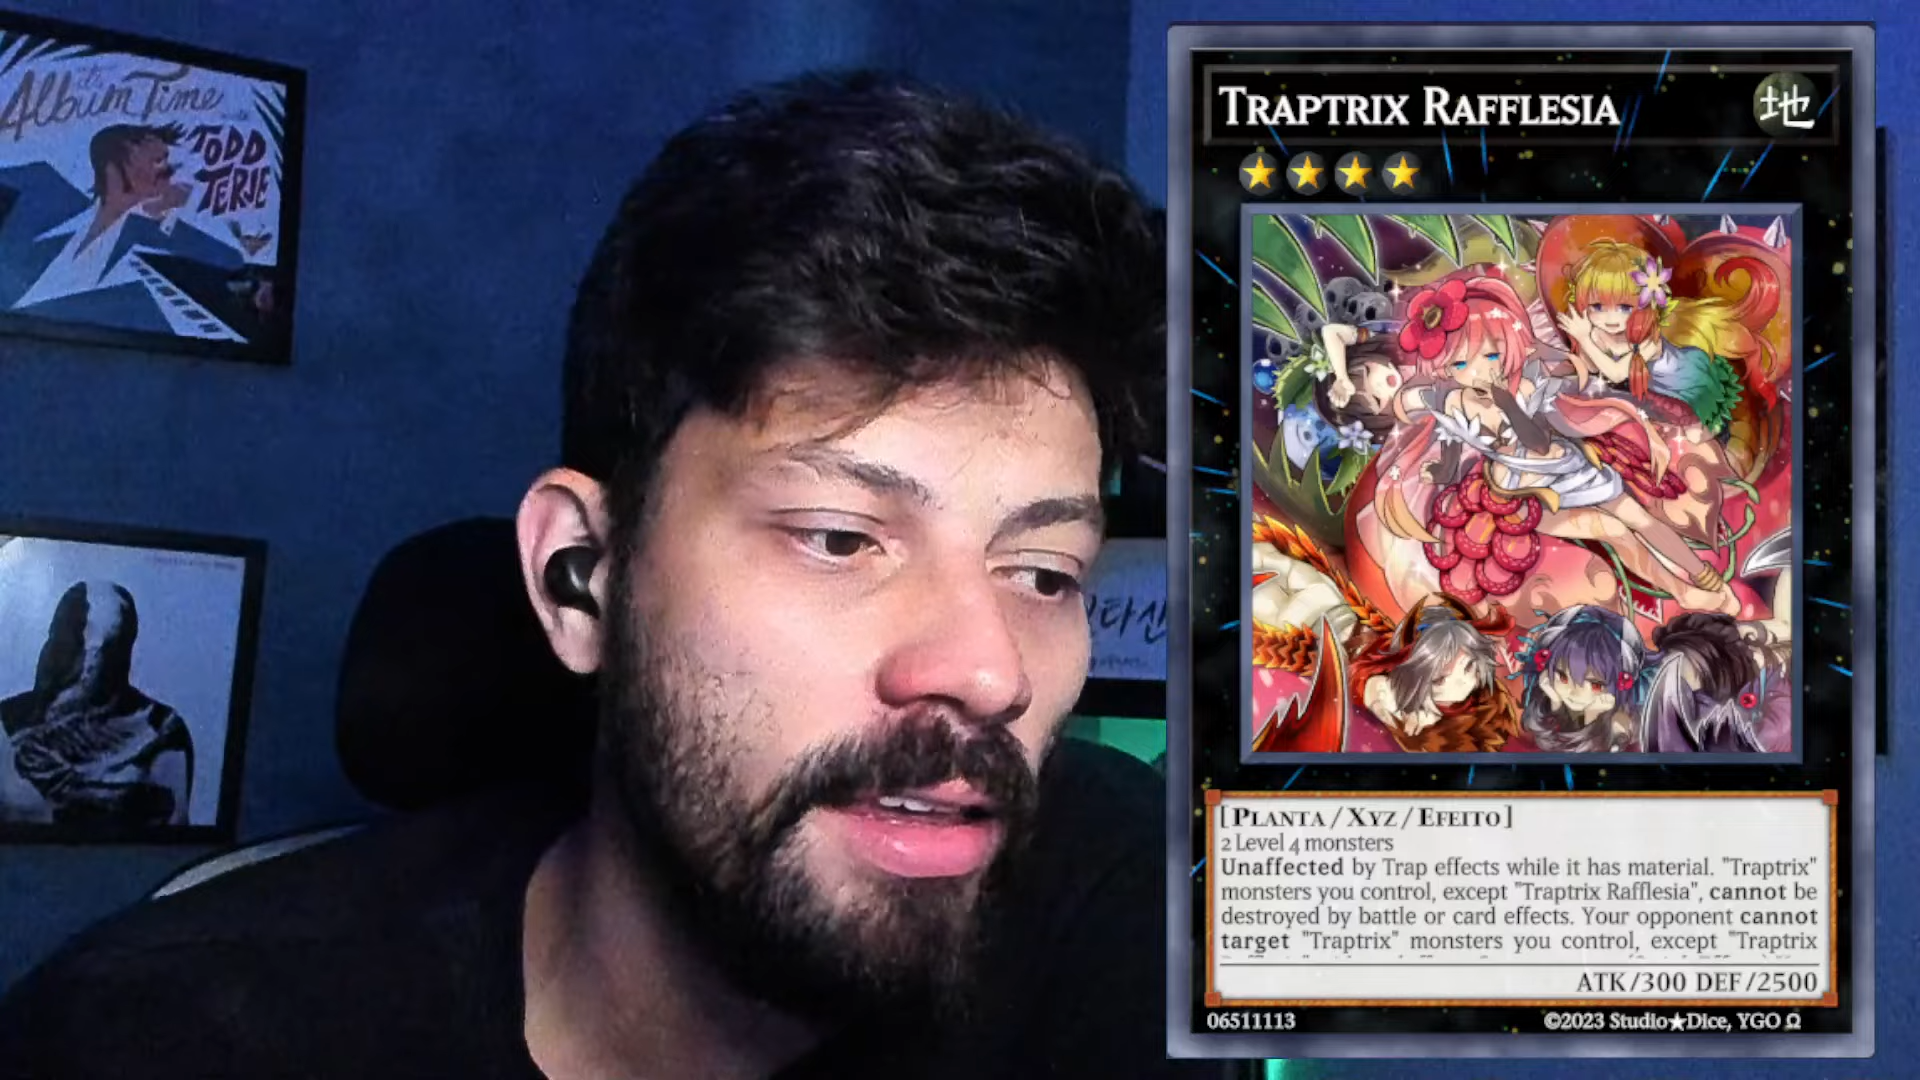 it's
Album Time
TODD
TERJE
TRAPTRIX RAFFLESIA
地
[PLANTA/XYZ/EFEITO]
2 Level 4 monsters
Unaffected by Trap effects while it has material. "Traptrix"
monsters you control, except "Traptrix Rafflesia", cannot be
destroyed by battle or card effects. Your opponent cannot
target "Traptrix" monsters you control, except "Traptrix
ATK/300 DEF/2500
06511113
©2023 Studio★Dice, YGO Ω